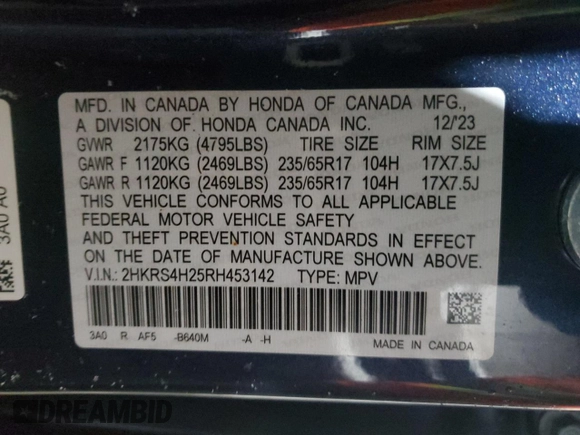 MFD. IN CANADA BY HONDA OF CANADA MFG.,
A DIVISION OF HONDA CANADA INC. 12/'23
GVWR 2175KG (4795LBS) TIRE SIZE RIM SIZE
GAWR F 1120KG (2469LBS) 235/65R17 104H 17X7.5J
GAWR R 1120KG (2469LBS) 235/65R17 104H 17X7.5J
THIS VEHICLE CONFORMS TO ALL APPLICABLE
FEDERAL MOTOR VEHICLE SAFETY
AND THEFT PREVENTION STANDARDS IN EFFECT
ON THE DATE OF MANUFACTURE SHOWN ABOVE.
V.I.N.: 2HKRS4H25RH453142 TYPE: MPV
3A0 R AF5 -B640M -A -H
MADE IN CANADA
3A0 A0
DREAMBID